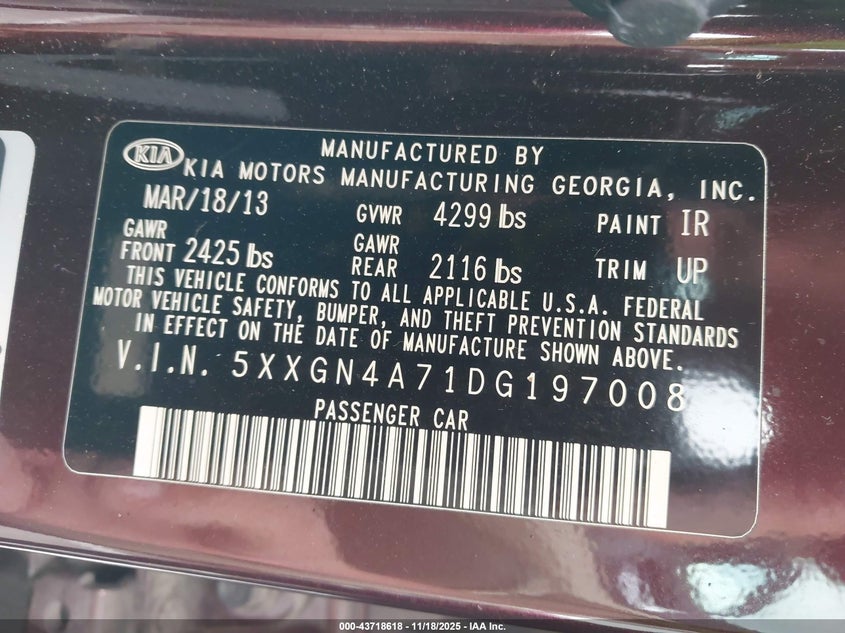 KIA
MANUFACTURED BY
KIA MOTORS MANUFACTURING GEORGIA, INC.
MAR/18/13 GVWR 4299 lbs PAINT IR
GAWR FRONT 2425 lbs GAWR REAR 2116 lbs TRIM UP
THIS VEHICLE CONFORMS TO ALL APPLICABLE U.S.A. FEDERAL
MOTOR VEHICLE SAFETY, BUMPER, AND THEFT PREVENTION STANDARDS
IN EFFECT ON THE DATE OF MANUFACTURE SHOWN ABOVE.
V.I.N. 5XXGN4A71DG197008
PASSENGER CAR
000-43718618 - 11/18/2025 - IAA Inc.